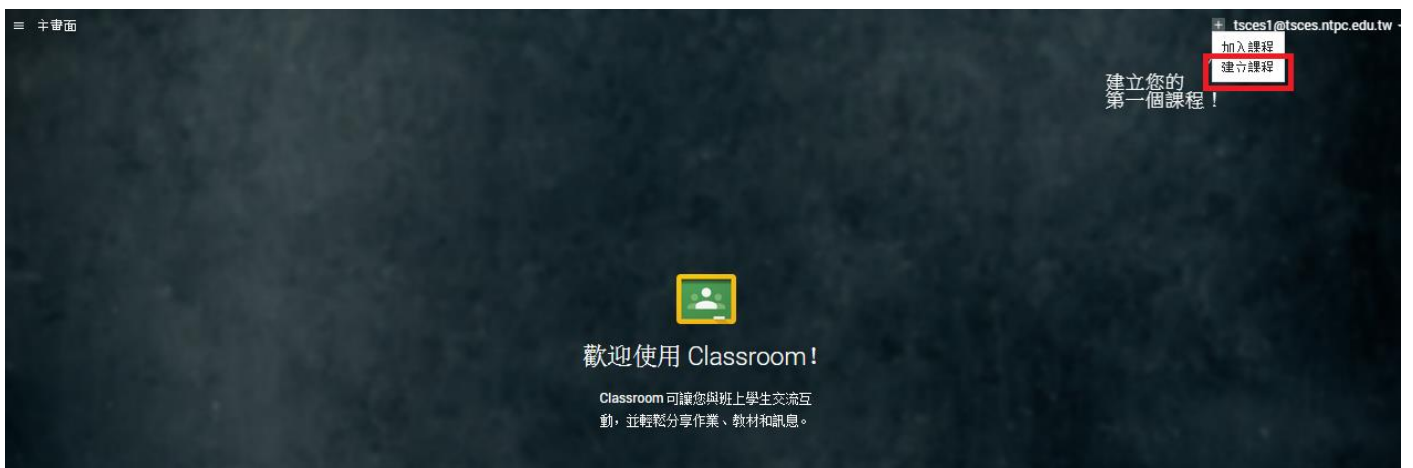 ≡ 主畫面
+ tsces1@tsces.ntpc.edu.tw
加入課程
建立課程
建立您的
第一個課程！
歡迎使用 Classroom！
Classroom 可讓您與班上學生交流互
動，並輕鬆分享作業、教材和訊息。